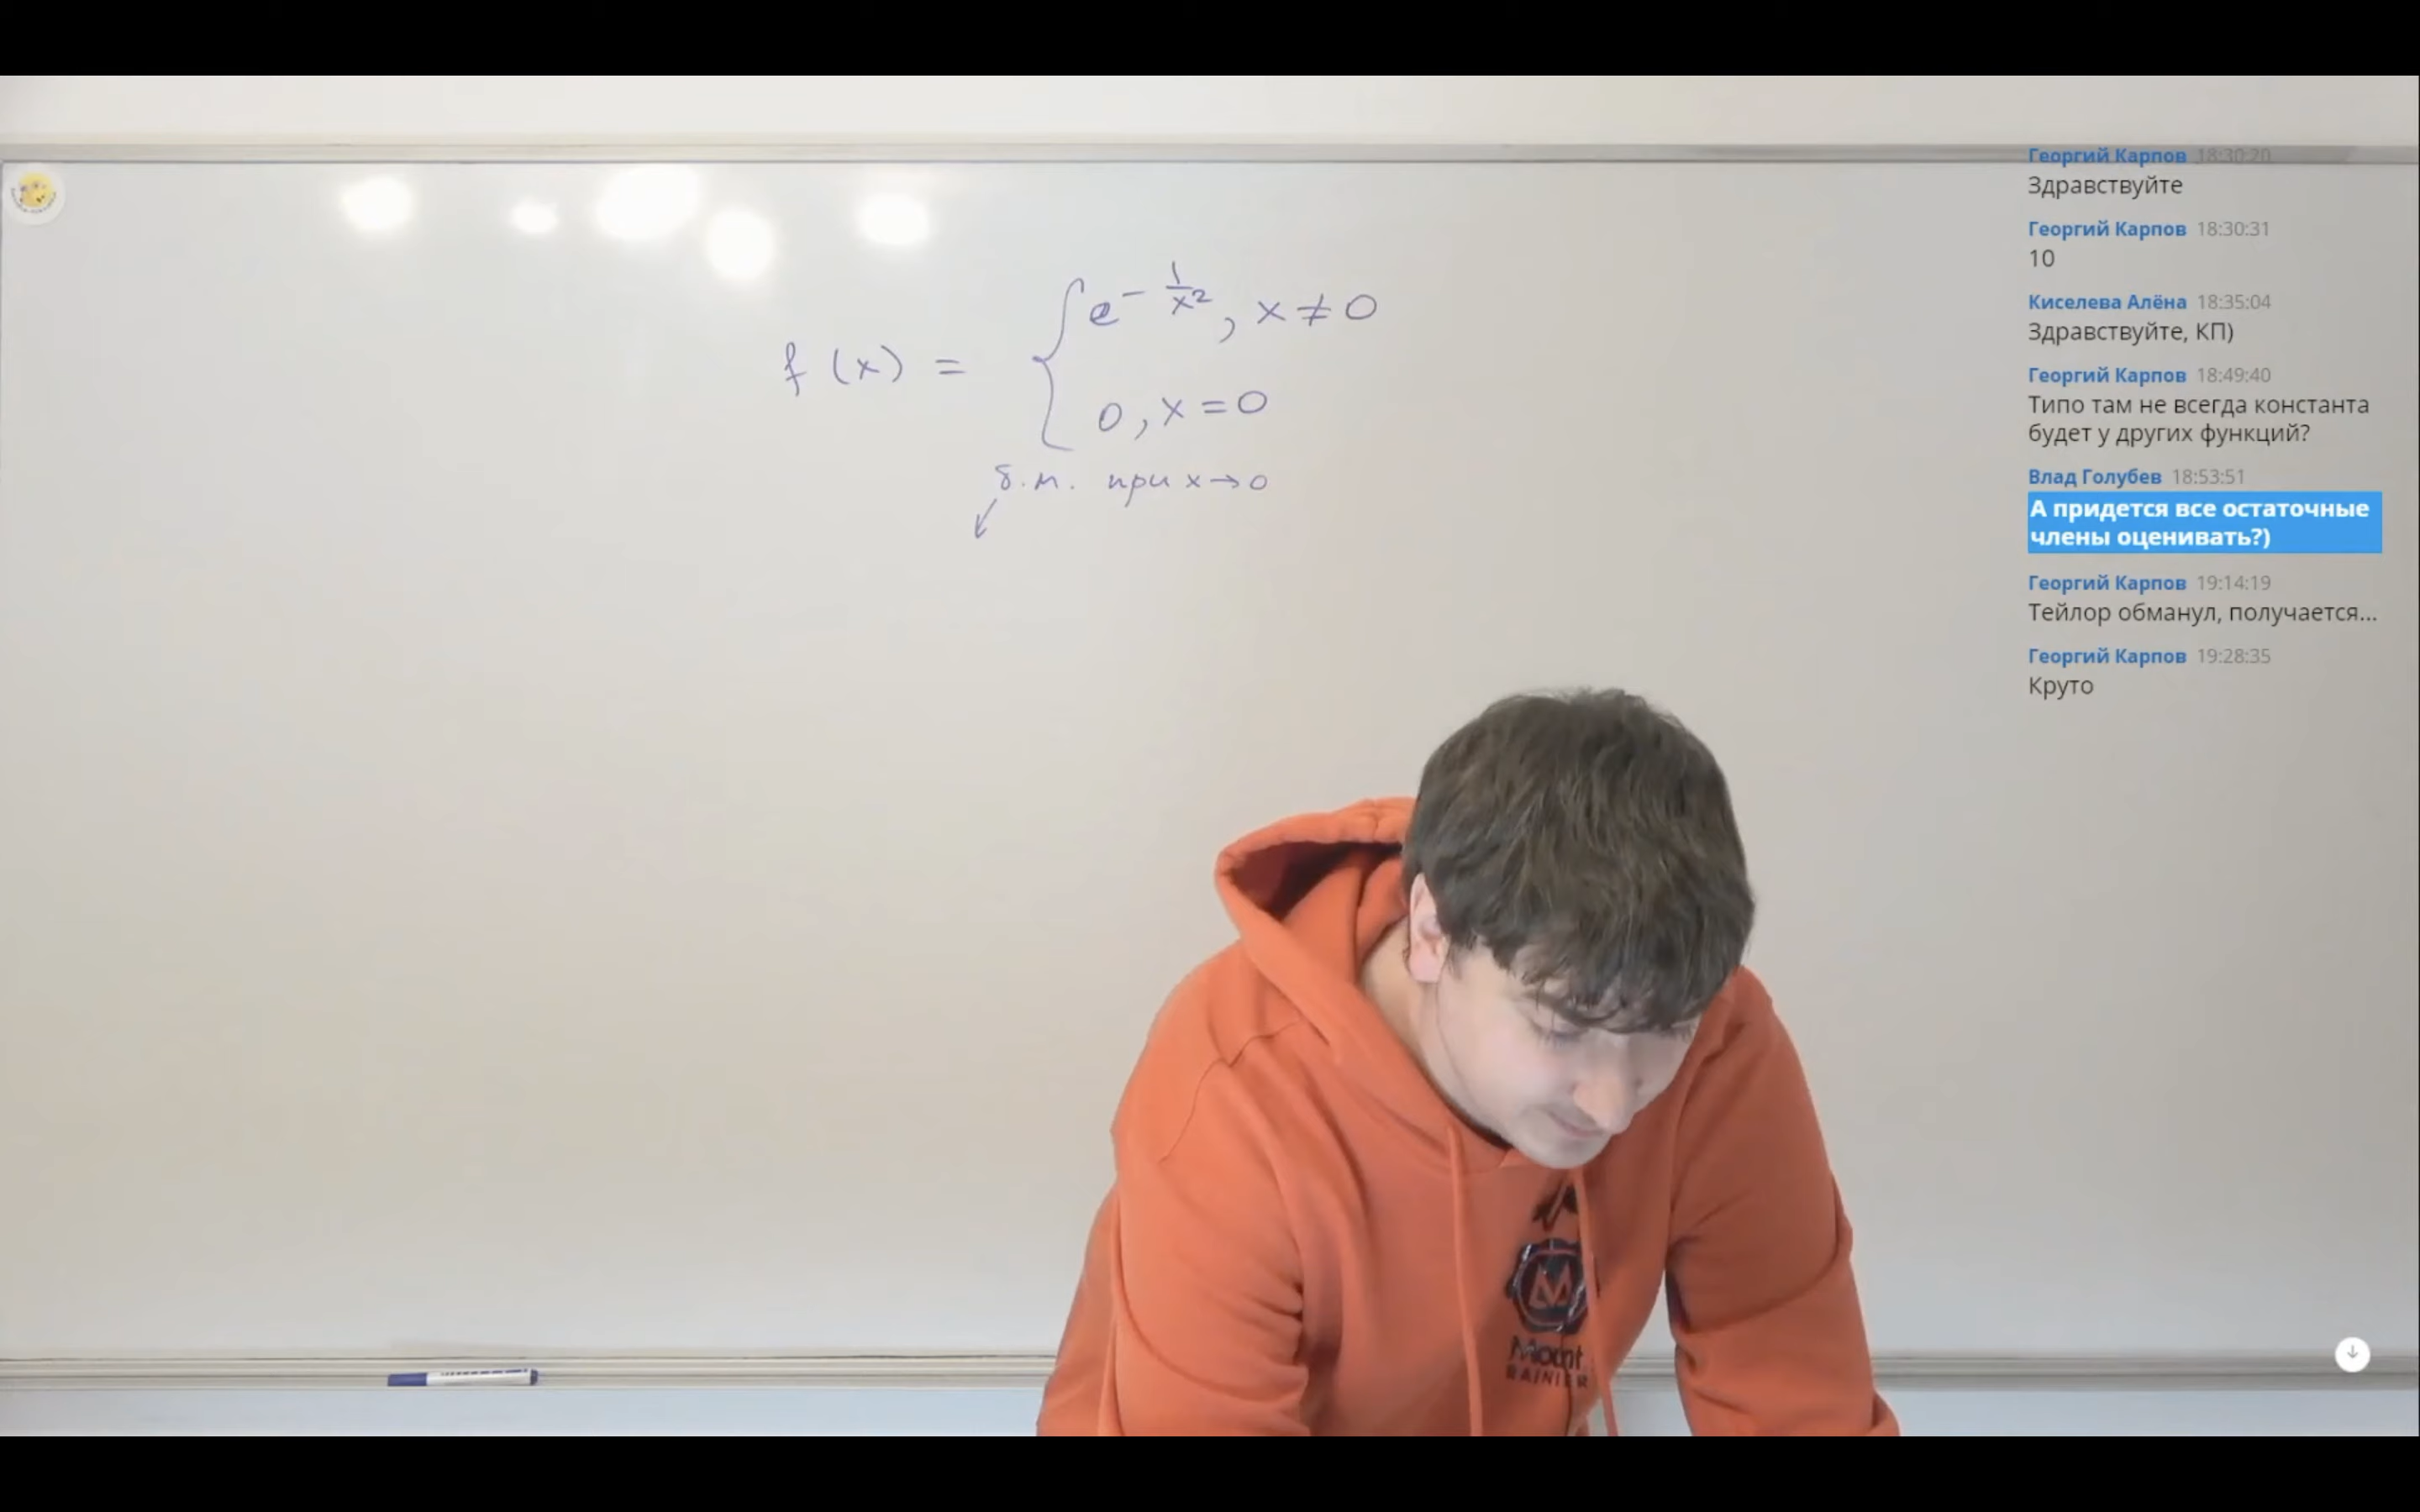 f(x) = { e^{-1/x^2}, x ≠ 0
0, x = 0
б.м. при x → 0
Георгий Карпов 18:30:20
Здравствуйте
Георгий Карпов 18:30:31
10
Киселева Алёна 18:35:04
Здравствуйте, КП)
Георгий Карпов 18:49:40
Типо там не всегда константа
будет у других функций?
Влад Голубев 18:53:51
А придется все остаточные
члены оценивать?)
Георгий Карпов 19:14:19
Тейлор обманул, получается...
Георгий Карпов 19:28:35
Круто
M
Mount
RAINIER